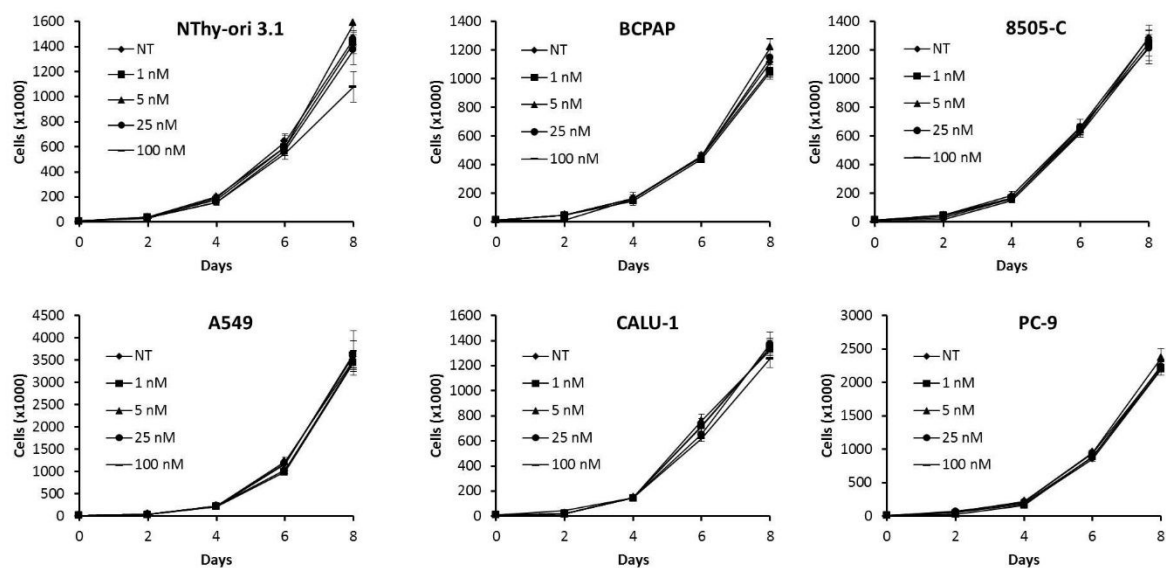 NThy-ori 3.1
1600
1400
1200
1000
800
600
400
200
0
Cells (x1000)
NT
1 nM
5 nM
25 nM
100 nM
0 2 4 6 8
Days
BCPAP
1400
1200
1000
800
600
400
200
0
Cells (x1000)
NT
1 nM
5 nM
25 nM
100 nM
0 2 4 6 8
Days
8505-C
1400
1200
1000
800
600
400
200
0
Cells (x1000)
NT
1 nM
5 nM
25 nM
100 nM
0 2 4 6 8
Days
A549
4500
4000
3500
3000
2500
2000
1500
1000
500
0
Cells (x1000)
NT
1 nM
5 nM
25 nM
100 nM
0 2 4 6 8
Days
CALU-1
1600
1400
1200
1000
800
600
400
200
0
Cells (x1000)
NT
1 nM
5 nM
25 nM
100 nM
0 2 4 6 8
Days
PC-9
3000
2500
2000
1500
1000
500
0
Cells (x1000)
NT
1 nM
5 nM
25 nM
100 nM
0 2 4 6 8
Days